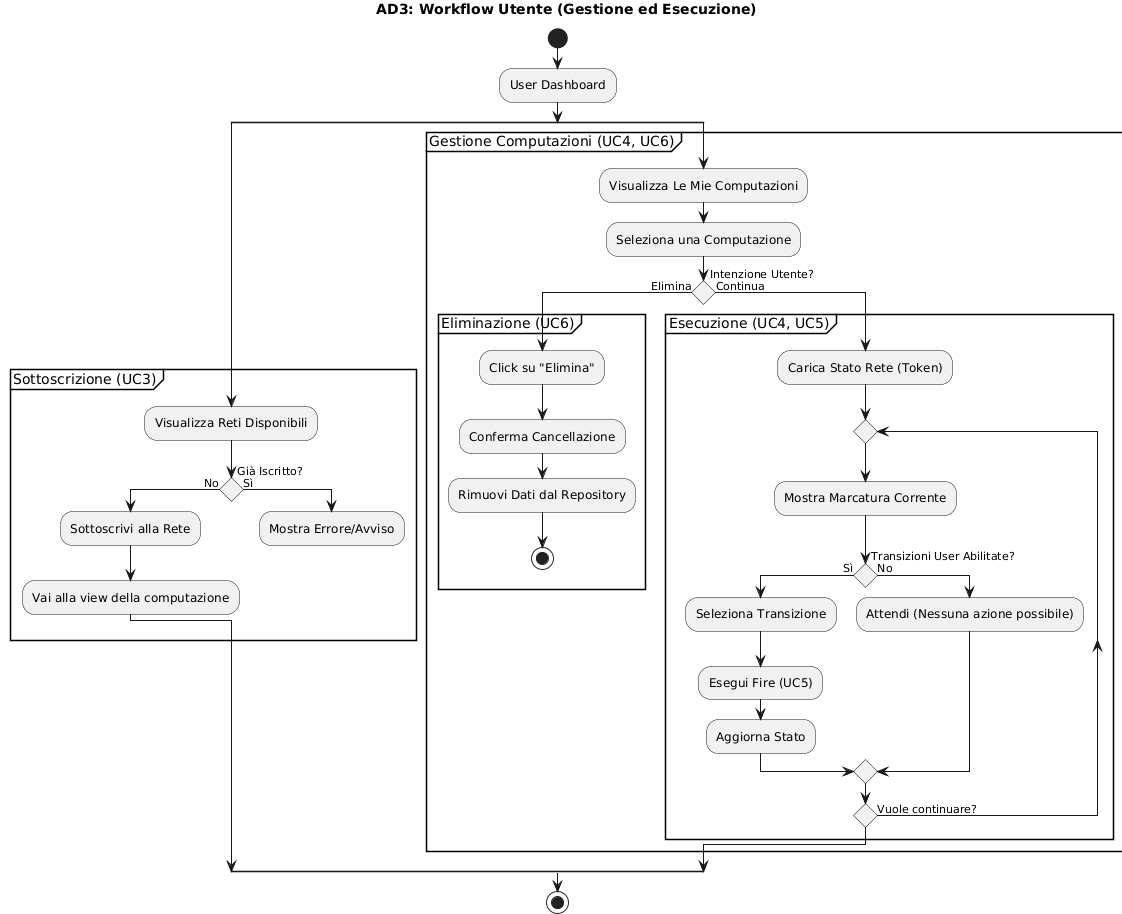 AD3: Workflow Utente (Gestione ed Esecuzione)
User Dashboard
Gestione Computazioni (UC4, UC6)
Visualizza Le Mie Computazioni
Seleziona una Computazione
Intenzione Utente?
Elimina
Continua
Eliminazione (UC6)
Click su "Elimina"
Conferma Cancellazione
Rimuovi Dati dal Repository
Esecuzione (UC4, UC5)
Carica Stato Rete (Token)
Mostra Marcatura Corrente
Transizioni User Abilitate?
Sì
No
Seleziona Transizione
Attendi (Nessuna azione possibile)
Esegui Fire (UC5)
Aggiorna Stato
Vuole continuare?
Sottoscrizione (UC3)
Visualizza Reti Disponibili
Già Iscritto?
No
Sì
Sottoscrivi alla Rete
Mostra Errore/Avviso
Vai alla view della computazione